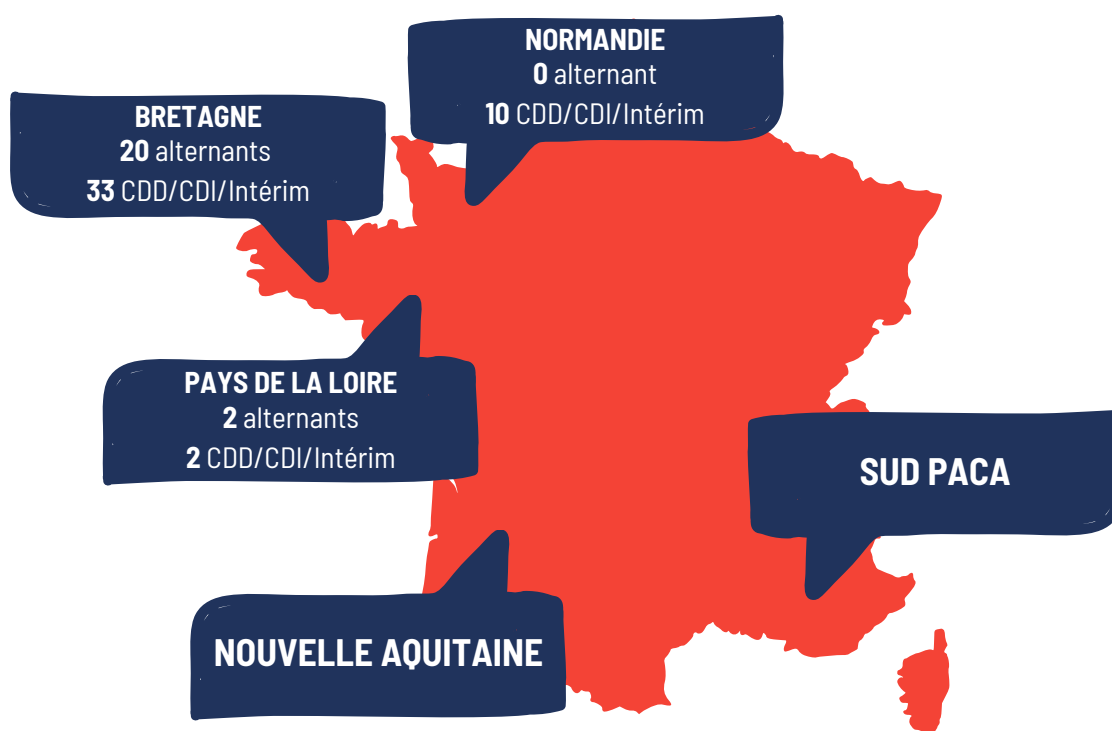 NORMANDIE
0 alternant
10 CDD/CDI/Intérim
BRETAGNE
20 alternants
33 CDD/CDI/Intérim
PAYS DE LA LOIRE
2 alternants
2 CDD/CDI/Intérim
SUD PACA
NOUVELLE AQUITAINE